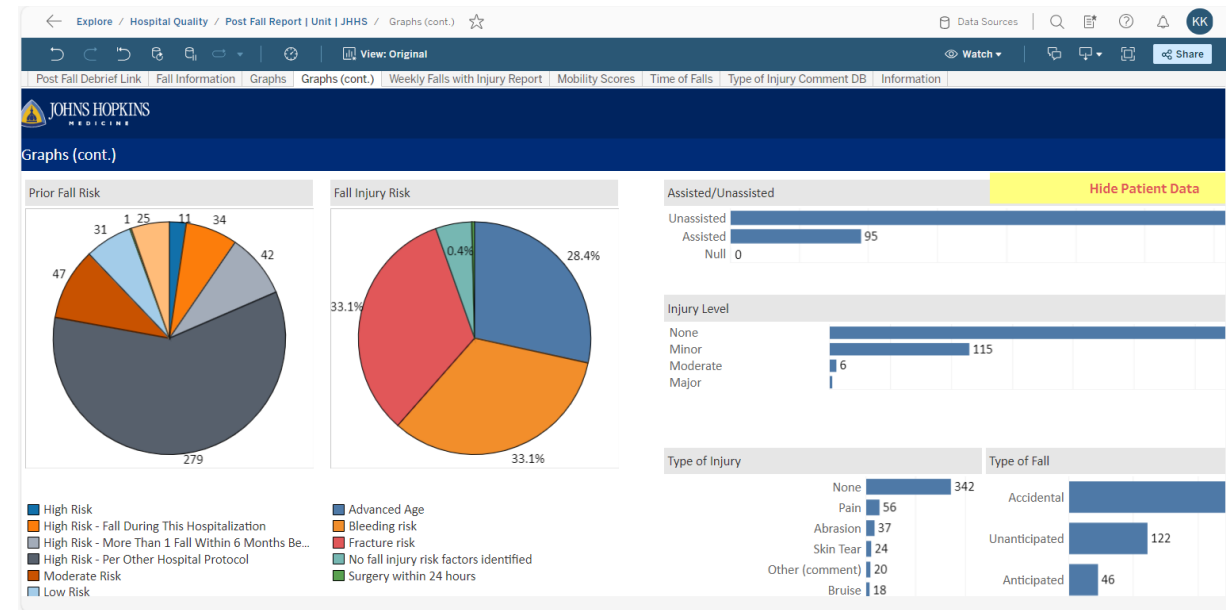 Explore / Hospital Quality / Post Fall Report | Unit | JHHS / Graphs (cont.)
Data Sources
KK
View: Original
Watch
Share
Post Fall Debrief Link
Fall Information
Graphs
Graphs (cont.)
Weekly Falls with Injury Report
Mobility Scores
Time of Falls
Type of Injury Comment DB
Information
JOHNS HOPKINS
MEDICINE
Graphs (cont.)
Prior Fall Risk
1
25
11
34
31
42
47
279
High Risk
High Risk - Fall During This Hospitalization
High Risk - More Than 1 Fall Within 6 Months Be...
High Risk - Per Other Hospital Protocol
Moderate Risk
Low Risk
Fall Injury Risk
0.4%
28.4%
33.1%
33.1%
Advanced Age
Bleeding risk
Fracture risk
No fall injury risk factors identified
Surgery within 24 hours
Assisted/Unassisted
Hide Patient Data
Unassisted
Assisted 95
Null 0
Injury Level
None
Minor 115
Moderate 6
Major
Type of Injury
None 342
Pain 56
Abrasion 37
Skin Tear 24
Other (comment) 20
Bruise 18
Type of Fall
Accidental
Unanticipated 122
Anticipated 46